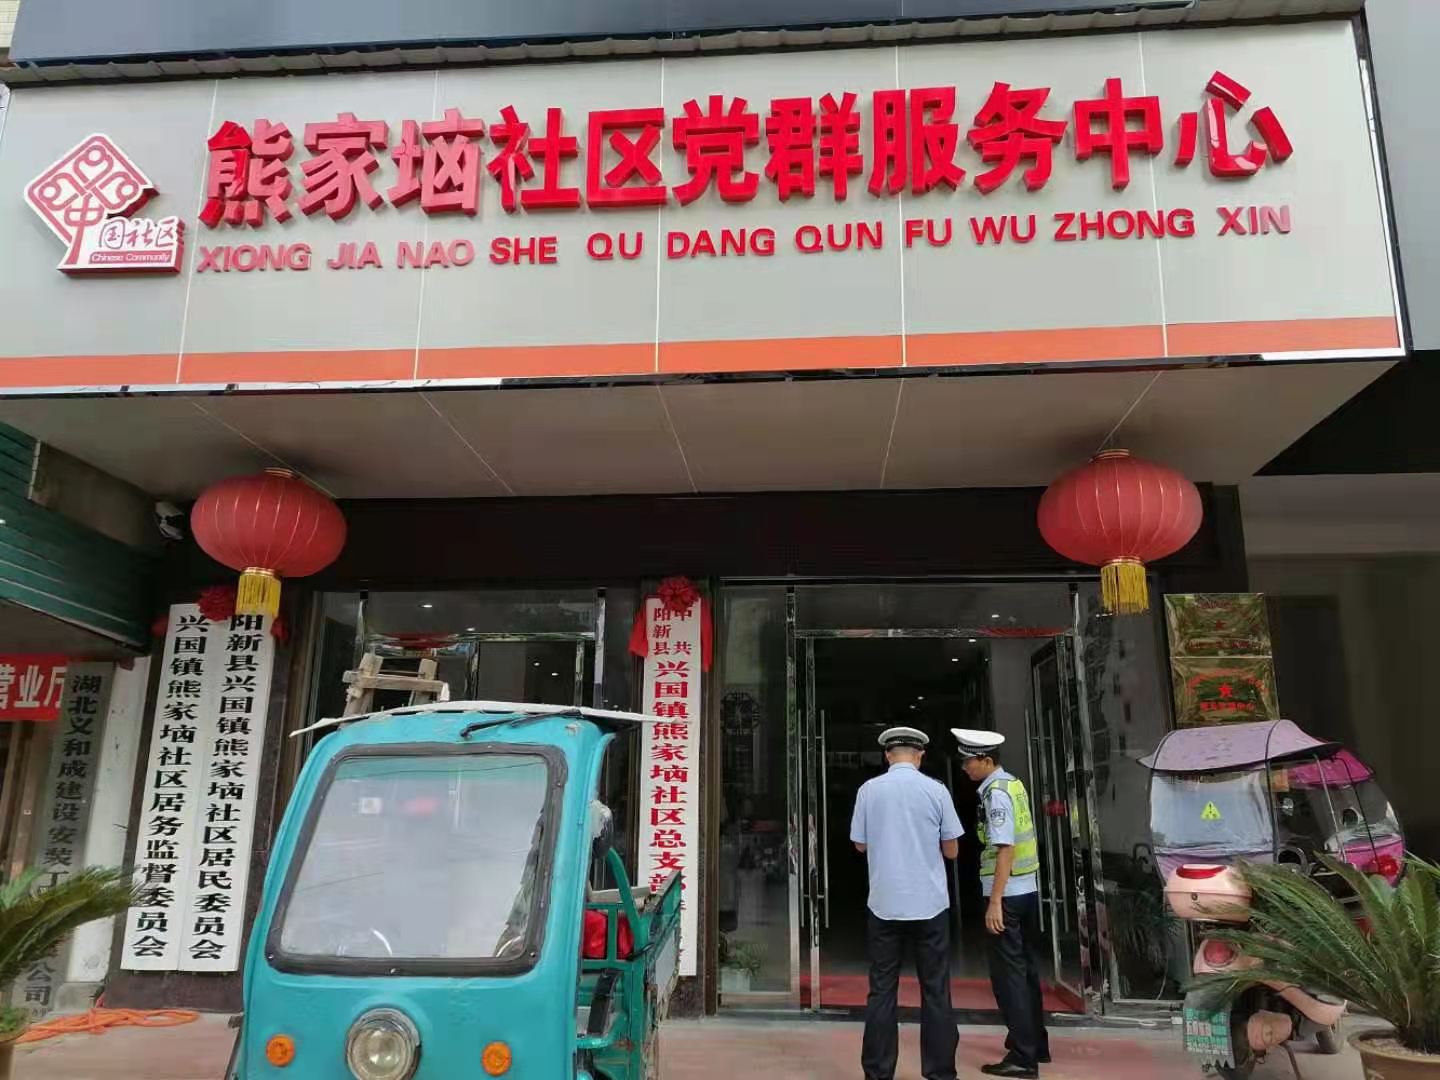 熊家垴社区党群服务中心
XIONG JIA NAO SHE QU DANG QUN FU WU ZHONG XIN
中
国社区
Chinese Community
阳新县兴国镇熊家垴社区居民委员会
兴国镇熊家垴社区居务监督委员会
中共
阳新县
兴国镇熊家垴社区总支部
营业厅
湖北义和成建设安装工
公司